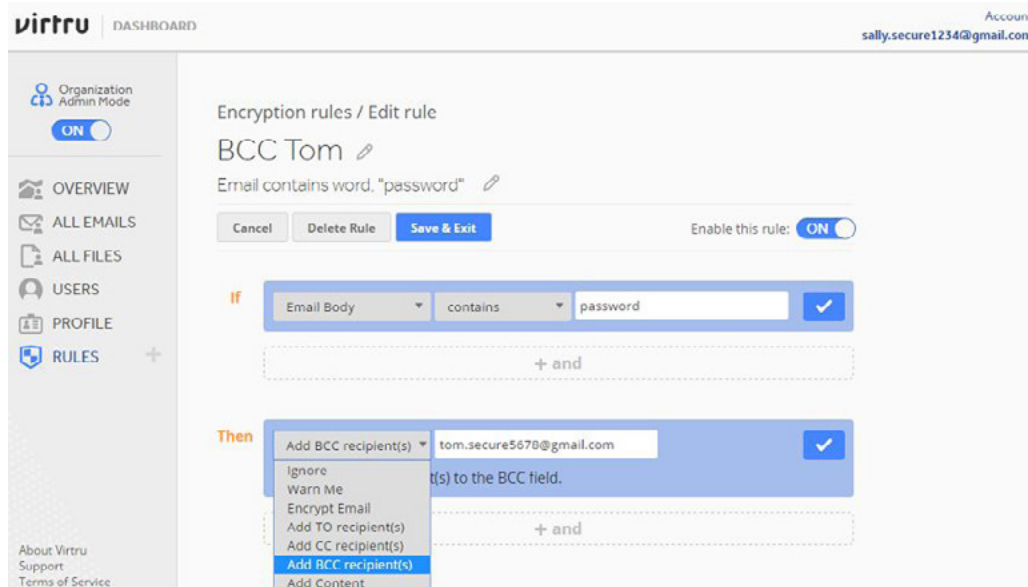 virtru DASHBOARD
Accoun
sally.secure1234@gmail.com
Organization
Admin Mode
ON
OVERVIEW
ALL EMAILS
ALL FILES
USERS
PROFILE
RULES +
About Virtru
Support
Terms of Service
Encryption rules / Edit rule
BCC Tom
Email contains word, "password"
Cancel Delete Rule Save & Exit Enable this rule: ON
If Email Body contains password
+ and
Then Add BCC recipient(s) tom.secure5678@gmail.com
t(s) to the BCC field.
Ignore
Warn Me
Encrypt Email
Add TO recipient(s)
Add CC recipient(s)
Add BCC recipient(s)
Add Content
+ and